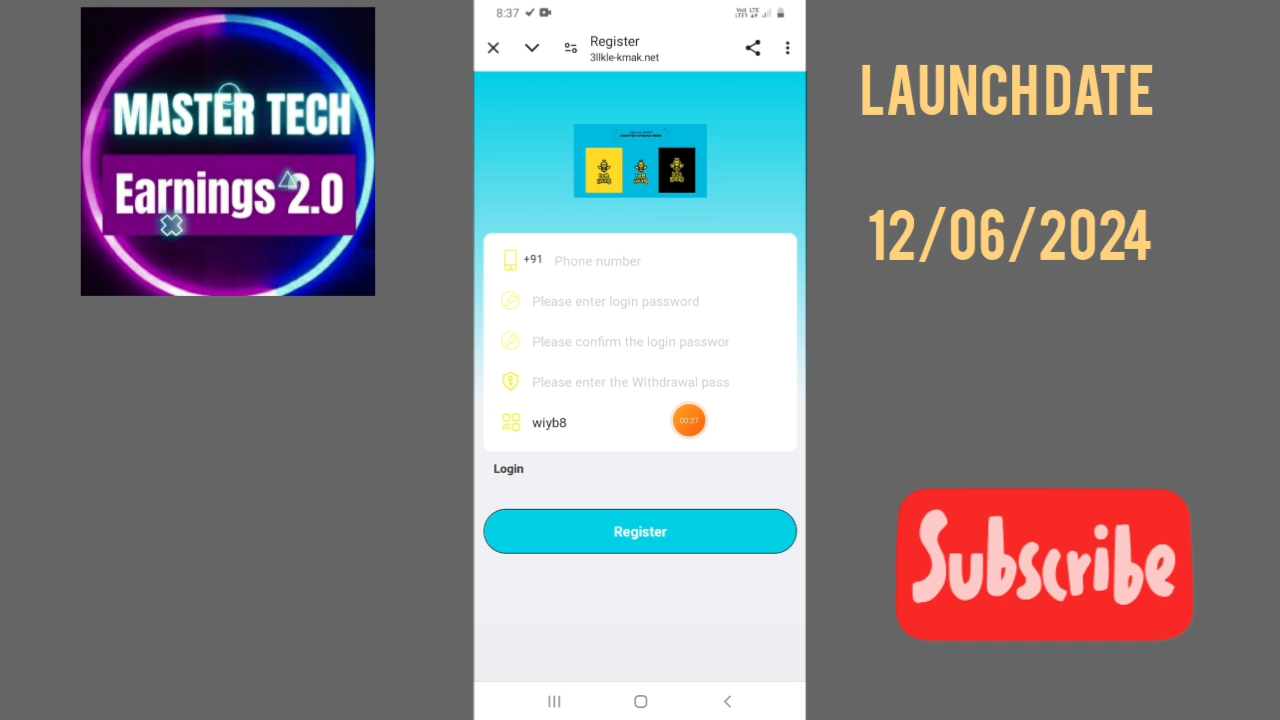 MASTER TECH
Earnings 2.0
8:37
Register
3llkle-kmak.net
+91 Phone number
Please enter login password
Please confirm the login passwor
Please enter the Withdrawal pass
wiyb8
00:27
Login
Register
LAUNCH DATE
12/06/2024
Subscribe